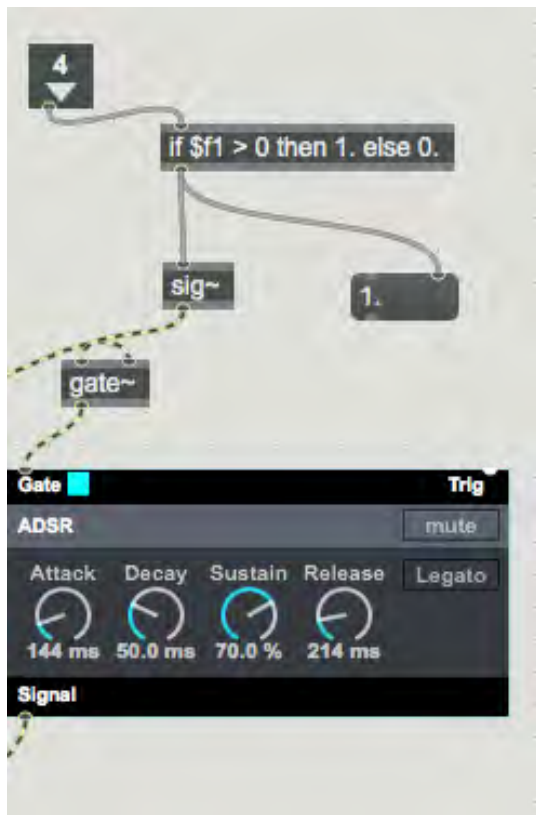 4
if $f1 > 0 then 1. else 0.
sig~
1.
gate~
Gate Trig
ADSR mute
Attack Decay Sustain Release Legato
144 ms 50.0 ms 70.0 % 214 ms
Signal